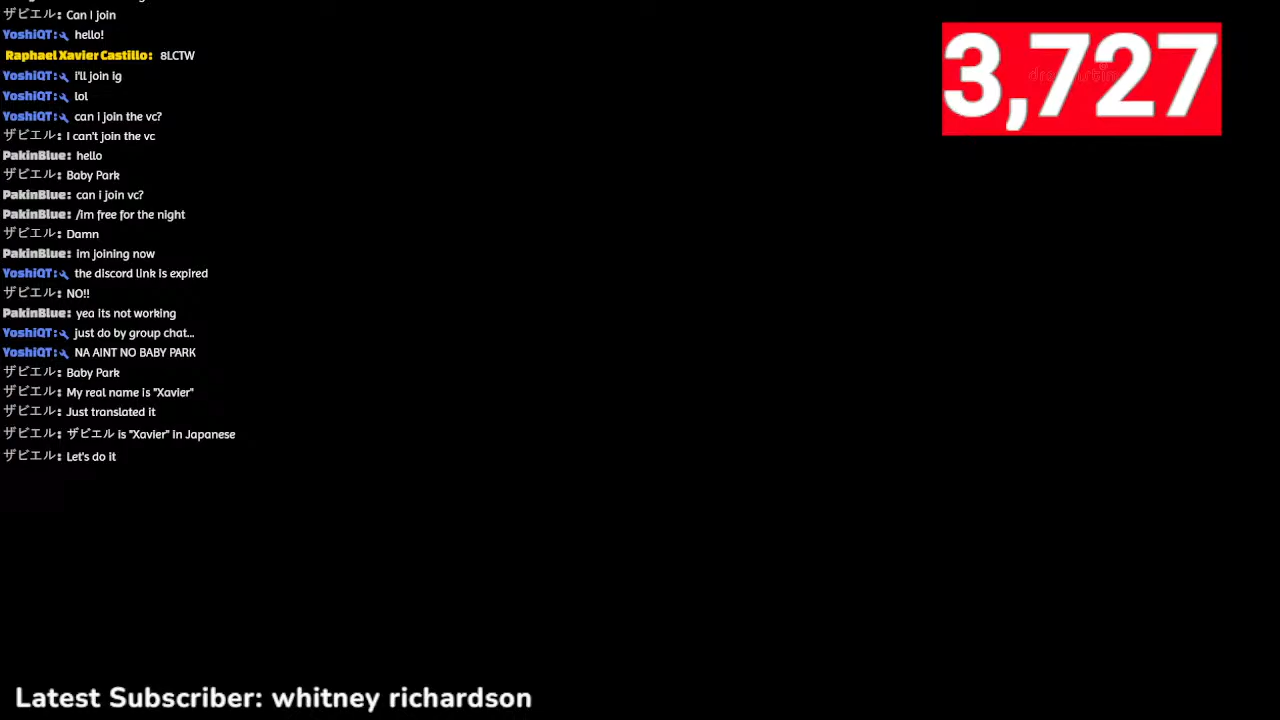 ザビエル: Can I join
YoshiQT: hello!
Raphael Xavier Castillo: 8LCTW
YoshiQT: i'll join ig
YoshiQT: lol
YoshiQT: can I join the vc?
ザビエル: I can't join the vc
PakinBlue: hello
ザビエル: Baby Park
PakinBlue: can i join vc?
PakinBlue: /im free for the night
ザビエル: Damn
PakinBlue: im joining now
YoshiQT: the discord link is expired
ザビエル: NO!!
PakinBlue: yea its not working
YoshiQT: just do by group chat...
YoshiQT: NA AINT NO BABY PARK
ザビエル: Baby Park
ザビエル: My real name is "Xavier"
ザビエル: Just translated it
ザビエル: ザビエル is "Xavier" in Japanese
ザビエル: Let's do it
3,727
Latest Subscriber: whitney richardson